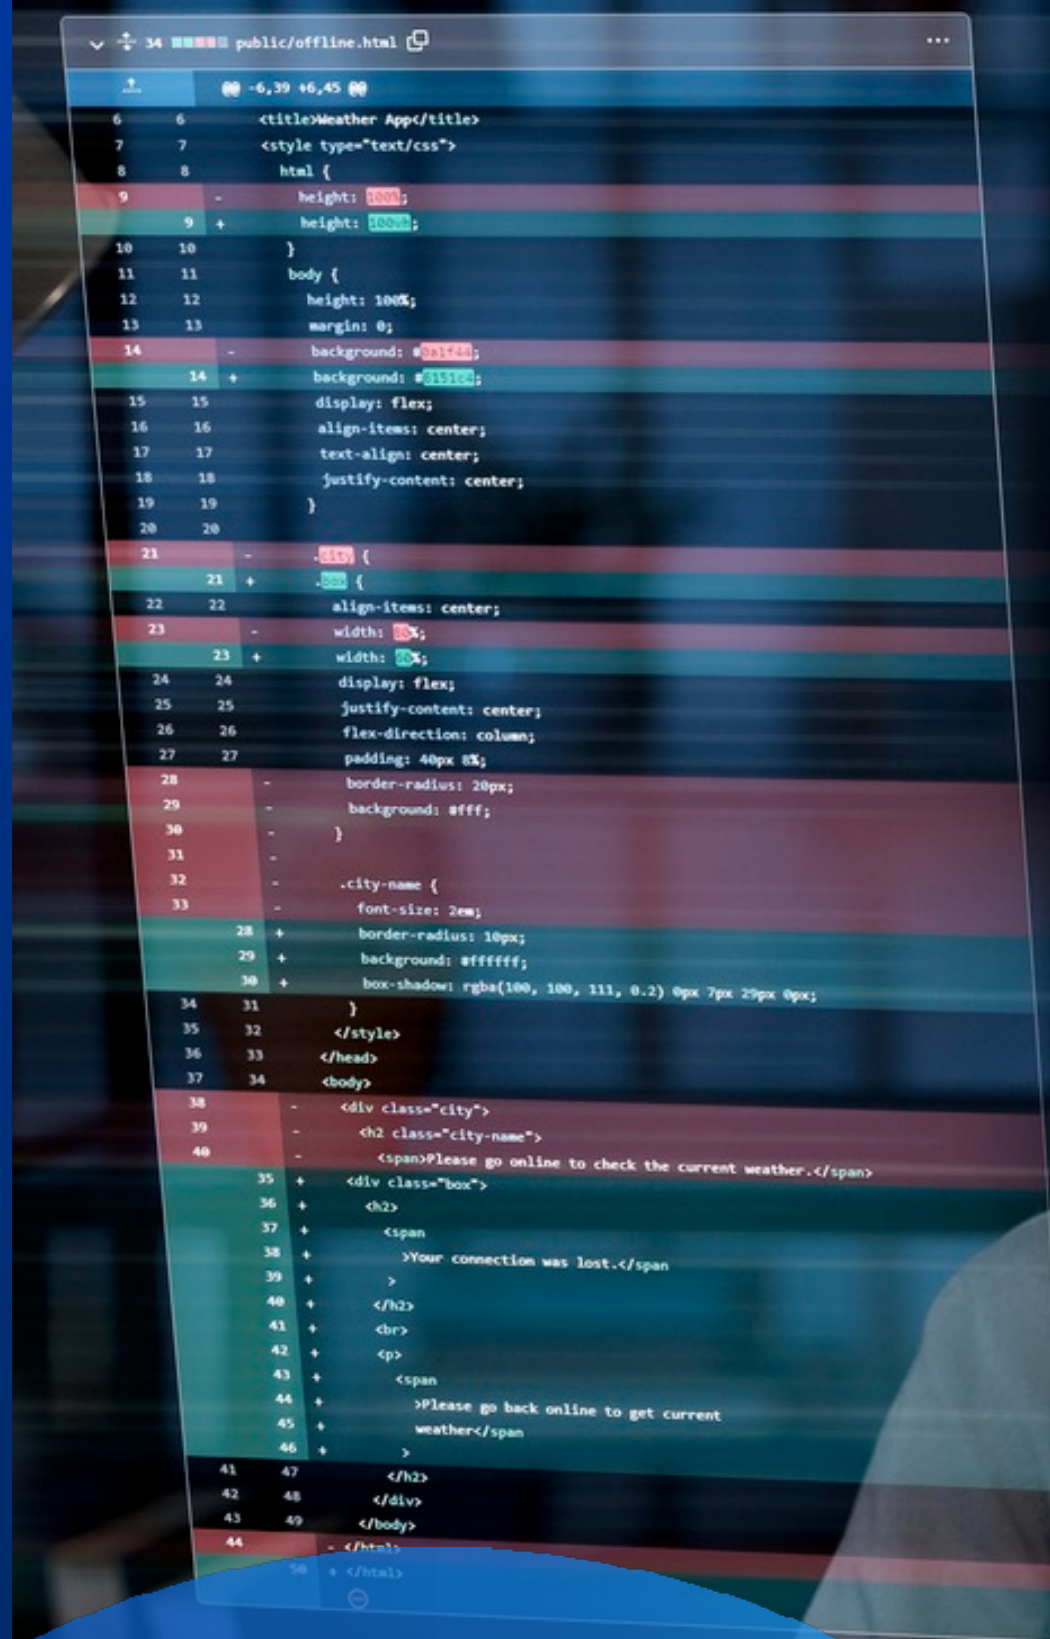 34 public/offline.html ...
@@ -6,39 +6,45 @@
6 6 <title>Weather App</title>
7 7 <style type="text/css">
8 8 html {
9 - height: 100%;
9 + height: 100vh;
10 10 }
11 11 body {
12 12 height: 100%;
13 13 margin: 0;
14 - background: #0a1f44;
14 + background: #6151c4;
15 15 display: flex;
16 16 align-items: center;
17 17 text-align: center;
18 18 justify-content: center;
19 19 }
20 20
21 - .city {
21 + .box {
22 22 align-items: center;
23 - width: %;
23 + width: %;
24 24 display: flex;
25 25 justify-content: center;
26 26 flex-direction: column;
27 27 padding: 40px 8%;
28 - border-radius: 20px;
29 - background: #fff;
30 - }
31 -
32 - .city-name {
33 - font-size: 2em;
28 + border-radius: 10px;
29 + background: #ffffff;
30 + box-shadow: rgba(100, 100, 111, 0.2) 0px 7px 29px 0px;
34 31 }
35 32 </style>
36 33 </head>
37 34 <body>
38 - <div class="city">
39 - <h2 class="city-name">
40 - <span>Please go online to check the current weather.</span>
35 + <div class="box">
36 + <h2>
37 + <span
38 + >Your connection was lost.</span
39 + >
40 + </h2>
41 + <br>
42 + <p>
43 + <span
44 + >Please go back online to get current
45 + weather</span
46 + >
41 47 </h2>
42 48 </div>
43 49 </body>
44 - </html>
50 + </html>